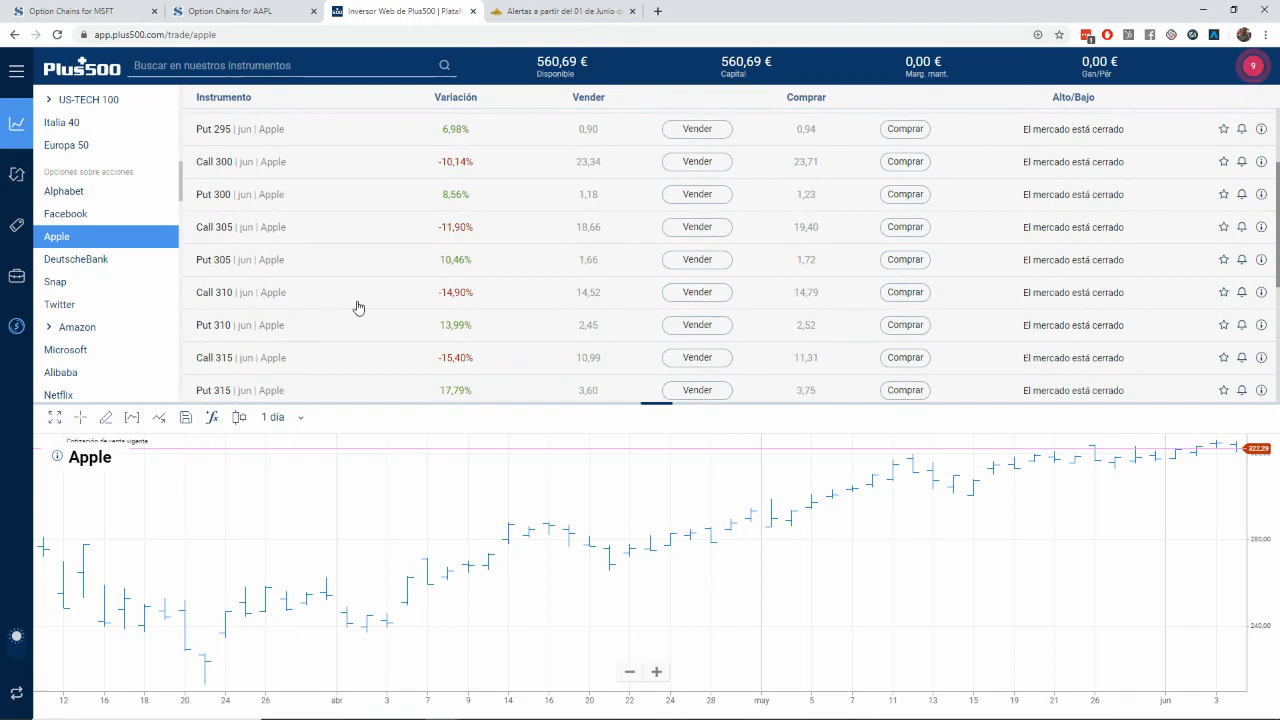 Option Chains for MSFT
Option Chains for AAPL
Inversor Web de Plus500 | Plataf
Alertas a partir del 01 de Junio d
app.plus500.com/trade/apple
1
Plus500
Buscar en nuestros instrumentos
560,69 €
Disponible
560,69 €
Capital
0,00 €
Marg. mant.
0,00 €
Gan/Pér
9
US-TECH 100
Italia 40
Europa 50
Opciones sobre acciones
Alphabet
Facebook
Apple
DeutscheBank
Snap
Twitter
Amazon
Microsoft
Alibaba
Netflix
Instrumento Variación Vender Comprar Alto/Bajo
Put 295 | jun | Apple 6,98% 0,90 Vender 0,94 Comprar El mercado está cerrado
Call 300 | jun | Apple -10,14% 23,34 Vender 23,71 Comprar El mercado está cerrado
Put 300 | jun | Apple 8,56% 1,18 Vender 1,23 Comprar El mercado está cerrado
Call 305 | jun | Apple -11,90% 18,66 Vender 19,40 Comprar El mercado está cerrado
Put 305 | jun | Apple 10,46% 1,66 Vender 1,72 Comprar El mercado está cerrado
Call 310 | jun | Apple -14,90% 14,52 Vender 14,79 Comprar El mercado está cerrado
Put 310 | jun | Apple 13,99% 2,45 Vender 2,52 Comprar El mercado está cerrado
Call 315 | jun | Apple -15,40% 10,99 Vender 11,31 Comprar El mercado está cerrado
Put 315 | jun | Apple 17,79% 3,60 Vender 3,75 Comprar El mercado está cerrado
1 día
Cotización de venta vigente
Apple
322,29
280,00
240,00
12 16 18 20 24 26 abr 3 7 8 14 16 20 22 24 28 may 5 7 11 13 15 19 21 26 28 jun 3